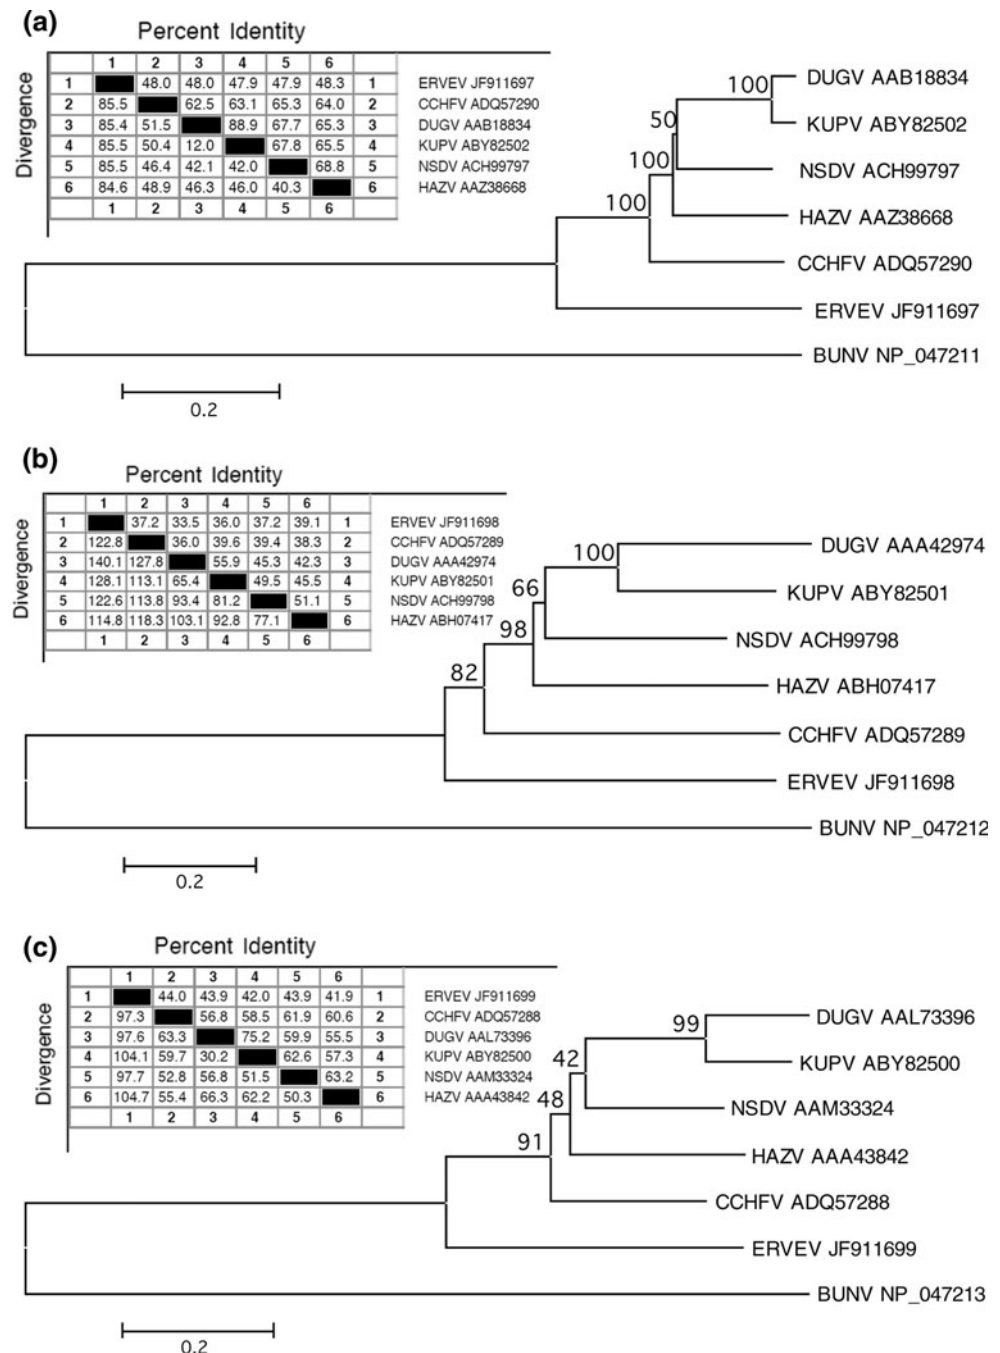 (a)
Percent Identity
Divergence
1 2 3 4 5 6
1 48.0 48.0 47.9 47.9 48.3 1 ERVEV JF911697
2 85.5 62.5 63.1 65.3 64.0 2 CCHFV ADQ57290
3 85.4 51.5 88.9 67.7 65.3 3 DUGV AAB18834
4 85.5 50.4 12.0 67.8 65.5 4 KUPV ABY82502
5 85.5 46.4 42.1 42.0 68.8 5 NSDV ACH99797
6 84.6 48.9 46.3 46.0 40.3 6 HAZV AAZ38668
1 2 3 4 5 6
100 DUGV AAB18834
KUPV ABY82502
50
NSDV ACH99797
100
HAZV AAZ38668
100
CCHFV ADQ57290
ERVEV JF911697
BUNV NP_047211
0.2
(b)
Percent Identity
Divergence
1 2 3 4 5 6
1 37.2 33.5 36.0 37.2 39.1 1 ERVEV JF911698
2 122.8 36.0 39.6 39.4 38.3 2 CCHFV ADQ57289
3 140.1 127.8 55.9 45.3 42.3 3 DUGV AAA42974
4 128.1 113.1 65.4 49.5 45.5 4 KUPV ABY82501
5 122.6 113.8 93.4 81.2 51.1 5 NSDV ACH99798
6 114.8 118.3 103.1 92.8 77.1 6 HAZV ABH07417
1 2 3 4 5 6
100 DUGV AAA42974
KUPV ABY82501
66
NSDV ACH99798
98
HAZV ABH07417
82
CCHFV ADQ57289
ERVEV JF911698
BUNV NP_047212
0.2
(c)
Percent Identity
Divergence
1 2 3 4 5 6
1 44.0 43.9 42.0 43.9 41.9 1 ERVEV JF911699
2 97.3 56.8 58.5 61.9 60.6 2 CCHFV ADQ57288
3 97.6 63.3 75.2 59.9 55.5 3 DUGV AAL73396
4 104.1 59.7 30.2 62.6 57.3 4 KUPV ABY82500
5 97.7 52.8 56.8 51.5 63.2 5 NSDV AAM33324
6 104.7 55.4 66.3 62.2 50.3 6 HAZV AAA43842
1 2 3 4 5 6
99 DUGV AAL73396
KUPV ABY82500
42
NSDV AAM33324
48
HAZV AAA43842
91
CCHFV ADQ57288
ERVEV JF911699
BUNV NP_047213
0.2